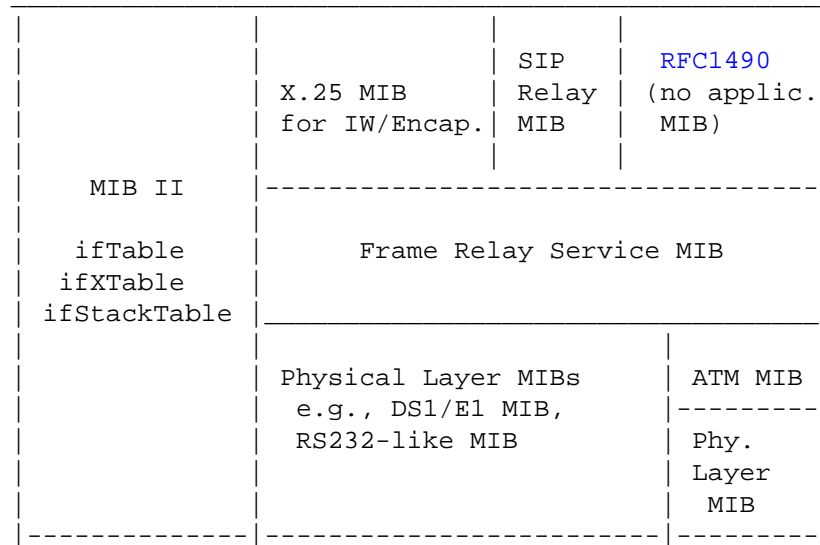 SIP RFC1490
X.25 MIB Relay (no applic.
for IW/Encap. MIB MIB)
MIB II
ifTable Frame Relay Service MIB
ifXTable
ifStackTable
Physical Layer MIBs ATM MIB
e.g., DS1/E1 MIB,
RS232-like MIB Phy.
Layer
MIB